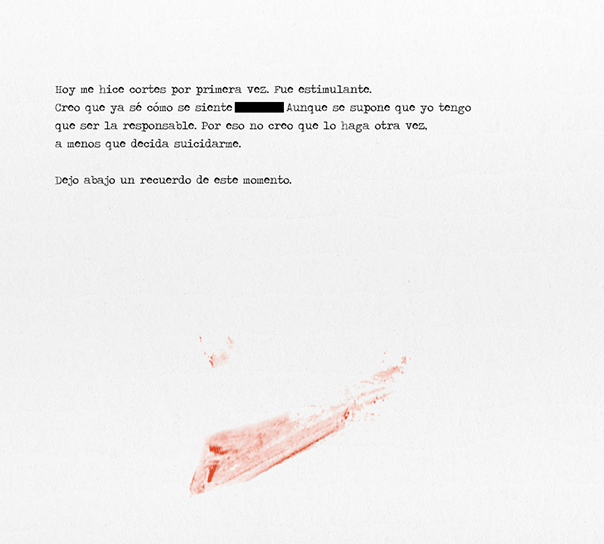 Hoy me hice cortes por primera vez. Fue estimulante.
Creo que ya sé cómo se siente Aunque se supone que yo tengo
que ser la responsable. Por eso no creo que lo haga otra vez,
a menos que decida suicidarme.
Dejo abajo un recuerdo de este momento.